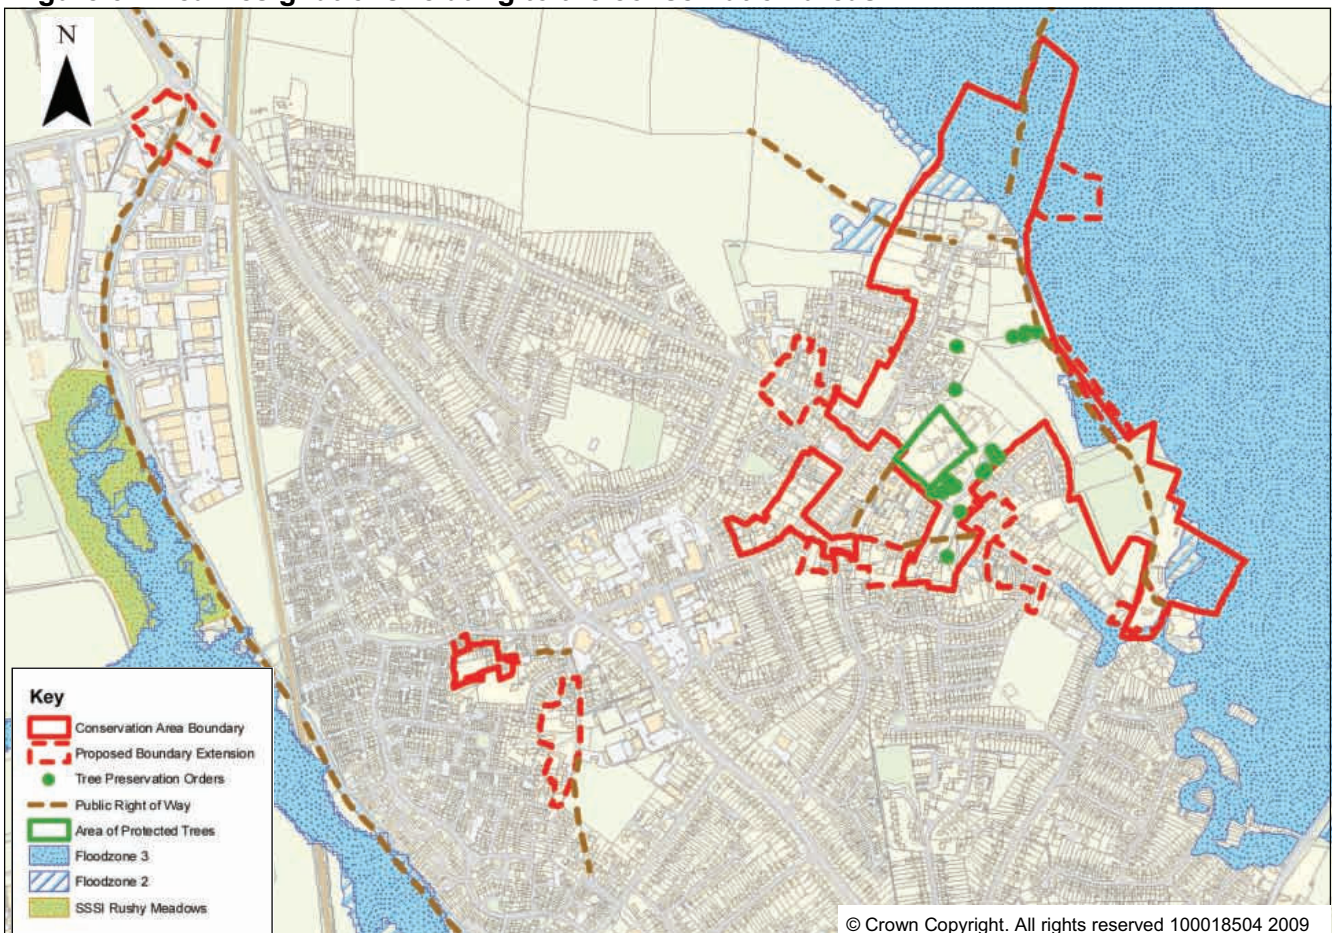 N
Key
Conservation Area Boundary
Proposed Boundary Extension
Tree Preservation Orders
Public Right of Way
Area of Protected Trees
Floodzone 3
Floodzone 2
SSSI Rushy Meadows
© Crown Copyright. All rights reserved 100018504 2009